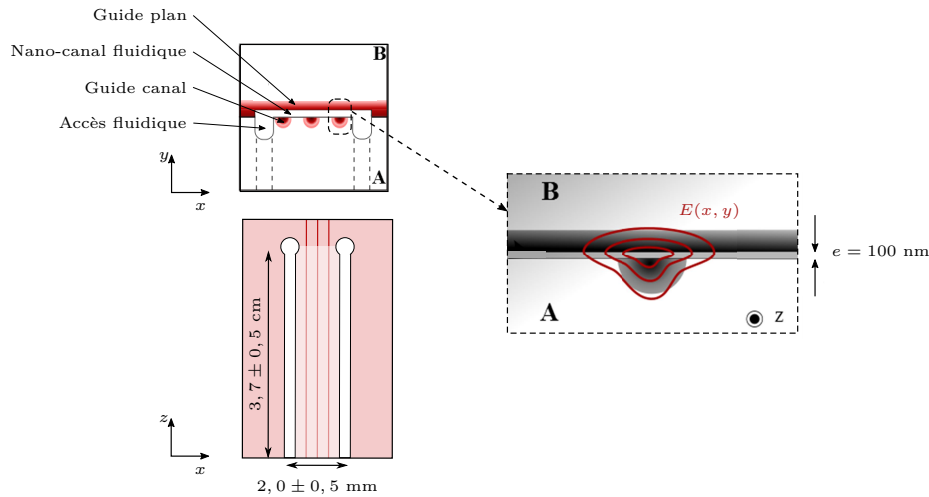 Guide plan
Nano-canal fluidique
Guide canal
Accès fluidique
B
A
y
x
B
E(x, y)
e = 100 nm
A
z
3, 7 ± 0, 5 cm
z
x
2, 0 ± 0, 5 mm